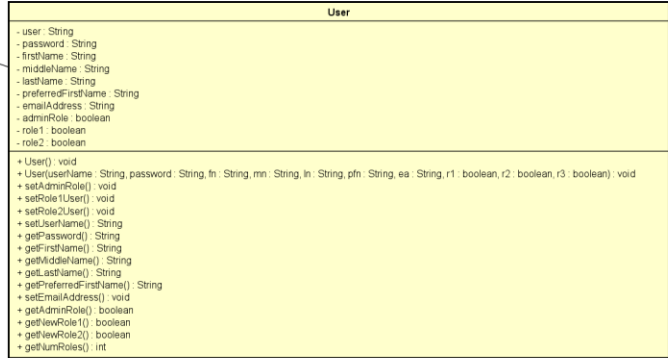 User
- user : String
- password : String
- firstName : String
- middleName : String
- lastName : String
- preferredFirstName : String
- emailAddress : String
- adminRole : boolean
- role1 : boolean
- role2 : boolean
+ User() : void
+ User(userName : String, password : String, fn : String, mn : String, ln : String, pfn : String, ea : String, r1 : boolean, r2 : boolean, r3 : boolean) : void
+ setAdminRole() : void
+ setRole1User() : void
+ setRole2User() : void
+ setUserName() : String
+ getPassword() : String
+ getFirstName() : String
+ getMiddleName() : String
+ getLastName() : String
+ getPreferredFirstName() : String
+ setEmailAddress() : void
+ getAdminRole() : boolean
+ getNewRole1() : boolean
+ getNewRole2() : boolean
+ getNumRoles() : int